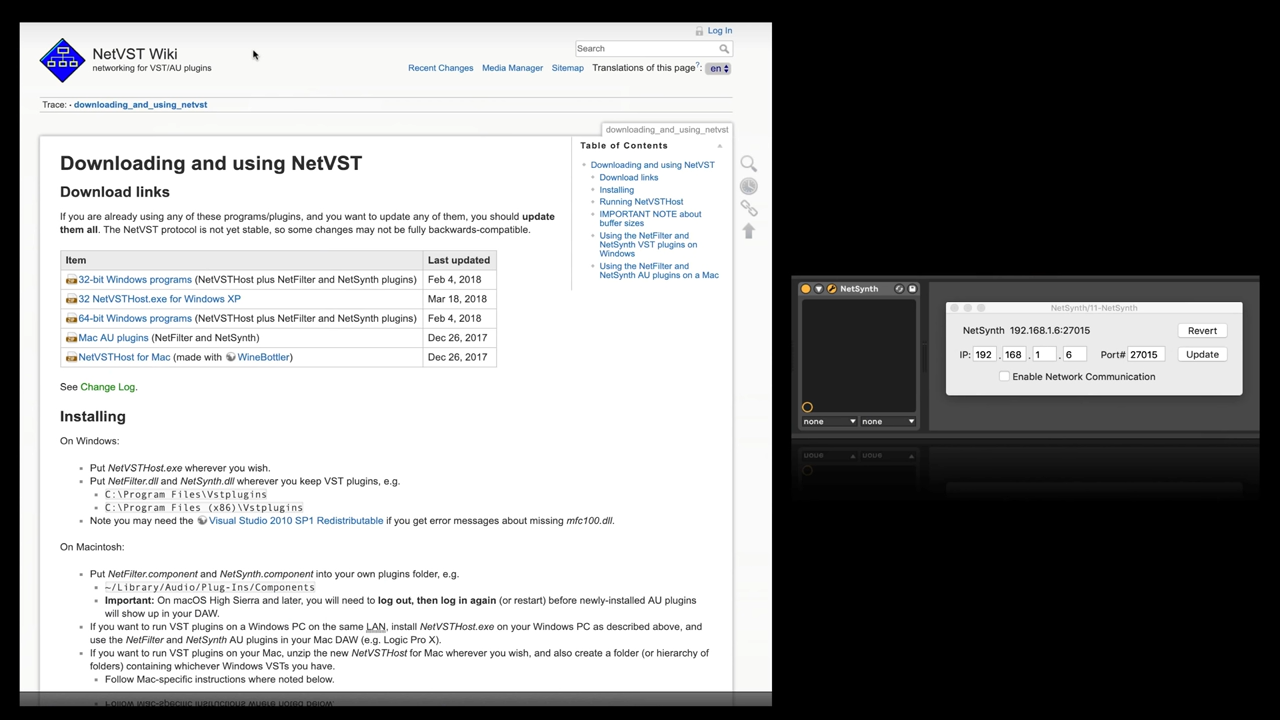 Log In
NetVST Wiki
networking for VST/AU plugins
Search
Recent Changes Media Manager Sitemap Translations of this page?: en
Trace: • downloading_and_using_netvst
downloading_and_using_netvst
Downloading and using NetVST
Download links
If you are already using any of these programs/plugins, and you want to update any of them, you should update
them all. The NetVST protocol is not yet stable, so some changes may not be fully backwards-compatible.
Item Last updated
32-bit Windows programs (NetVSTHost plus NetFilter and NetSynth plugins) Feb 4, 2018
32 NetVSTHost.exe for Windows XP Mar 18, 2018
64-bit Windows programs (NetVSTHost plus NetFilter and NetSynth plugins) Feb 4, 2018
Mac AU plugins (NetFilter and NetSynth) Dec 26, 2017
NetVSTHost for Mac (made with WineBottler) Dec 26, 2017
See Change Log.
Table of Contents
Downloading and using NetVST
Download links
Installing
Running NetVSTHost
IMPORTANT NOTE about
buffer sizes
Using the NetFilter and
NetSynth VST plugins on
Windows
Using the NetFilter and
NetSynth AU plugins on a Mac
Installing
On Windows:
Put NetVSTHost.exe wherever you wish.
Put NetFilter.dll and NetSynth.dll wherever you keep VST plugins, e.g.
C:\Program Files\Vstplugins
C:\Program Files (x86)\Vstplugins
Note you may need the Visual Studio 2010 SP1 Redistributable if you get error messages about missing mfc100.dll.
On Macintosh:
Put NetFilter.component and NetSynth.component into your own plugins folder, e.g.
~/Library/Audio/Plug-Ins/Components
Important: On macOS High Sierra and later, you will need to log out, then log in again (or restart) before newly-installed AU plugins
will show up in your DAW.
If you want to run VST plugins on a Windows PC on the same LAN, install NetVSTHost.exe on your Windows PC as described above, and
use the NetFilter and NetSynth AU plugins in your Mac DAW (e.g. Logic Pro X).
If you want to run VST plugins on your Mac, unzip the new NetVSTHost for Mac wherever you wish, and also create a folder (or hierarchy of
folders) containing whichever Windows VSTs you have.
Follow Mac-specific instructions where noted below.
NetSynth
none none
NetSynth/11-NetSynth
NetSynth 192.168.1.6:27015 Revert
IP: 192 . 168 . 1 . 6 Port# 27015 Update
Enable Network Communication